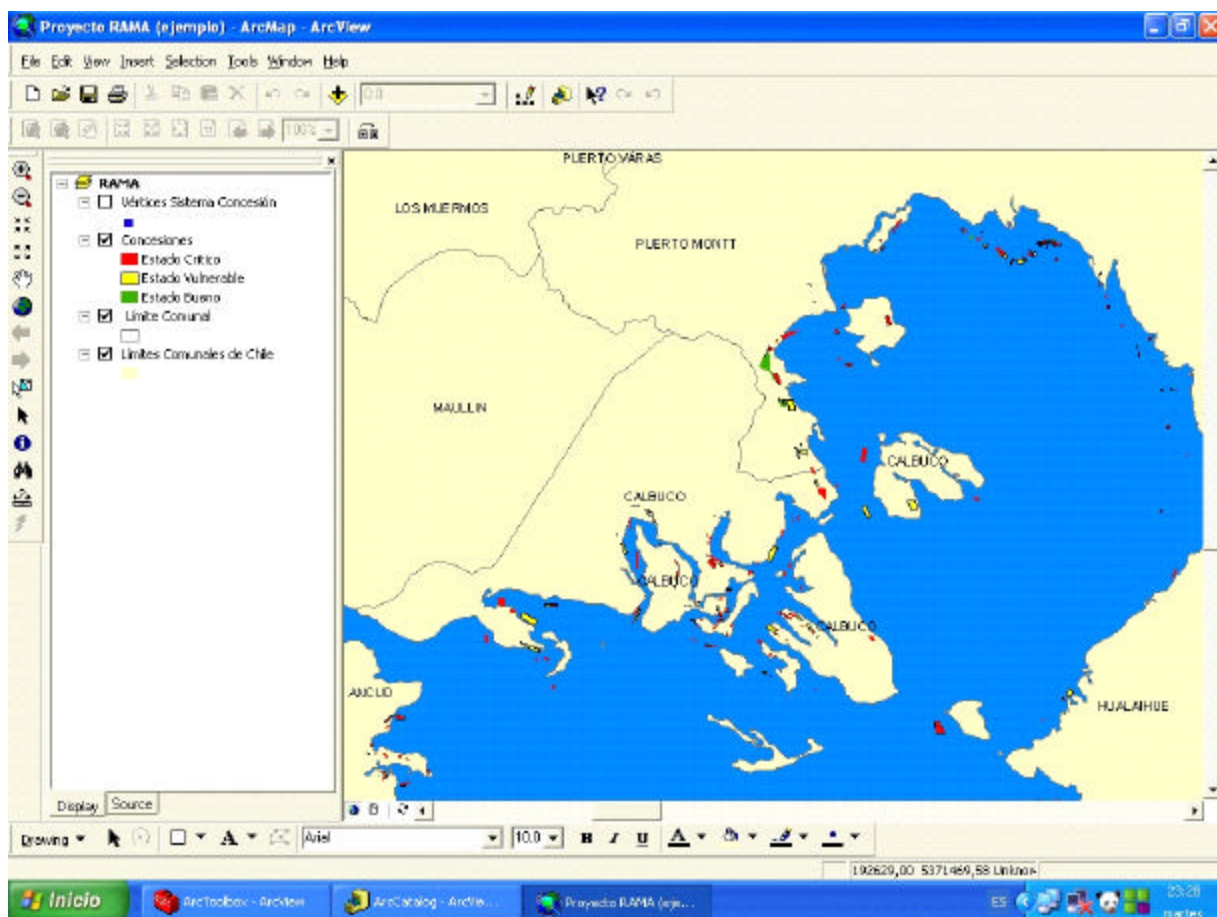 Proyecto RAMA (ejemplo) - ArcMap - ArcView
File Edit View Insert Selection Tools Window Help
100%
RAMA
Vértices Sistema Concesión
Concesiones
Estado Crítico
Estado Vulnerable
Estado Bueno
Límite Comunal
Límites Comunales de Chile
PUERTO VARAS
LOS MUERMOS
PUERTO MONTT
MAULLIN
CALBUCO
CALBUCO
CALBUCO
CALBUCO
ANCUD
HUALAIHUE
Display Source
Drawing A Arial 10.0 B I U A
192629,00 5371469,58 Unknow
Inicio ArcToolbox - ArcView ArcCatalog - ArcVie... Proyecto RAMA (eje... ES 23:28
martes